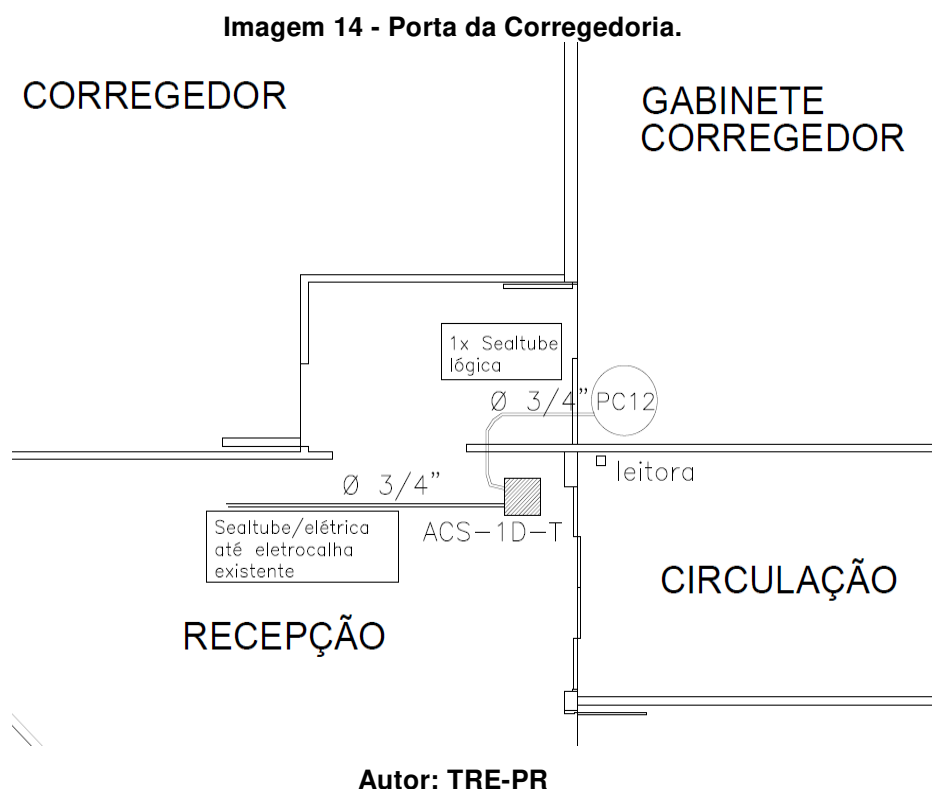 Imagem 14 - Porta da Corregedoria.
CORREGEDOR
GABINETE
CORREGEDOR
1x Sealtube
lógica
Ø 3/4”
PC12
leitora
Ø 3/4”
ACS-1D-T
Sealtube/elétrica
até eletrocalha
existente
CIRCULAÇÃO
RECEPÇÃO
Autor: TRE-PR